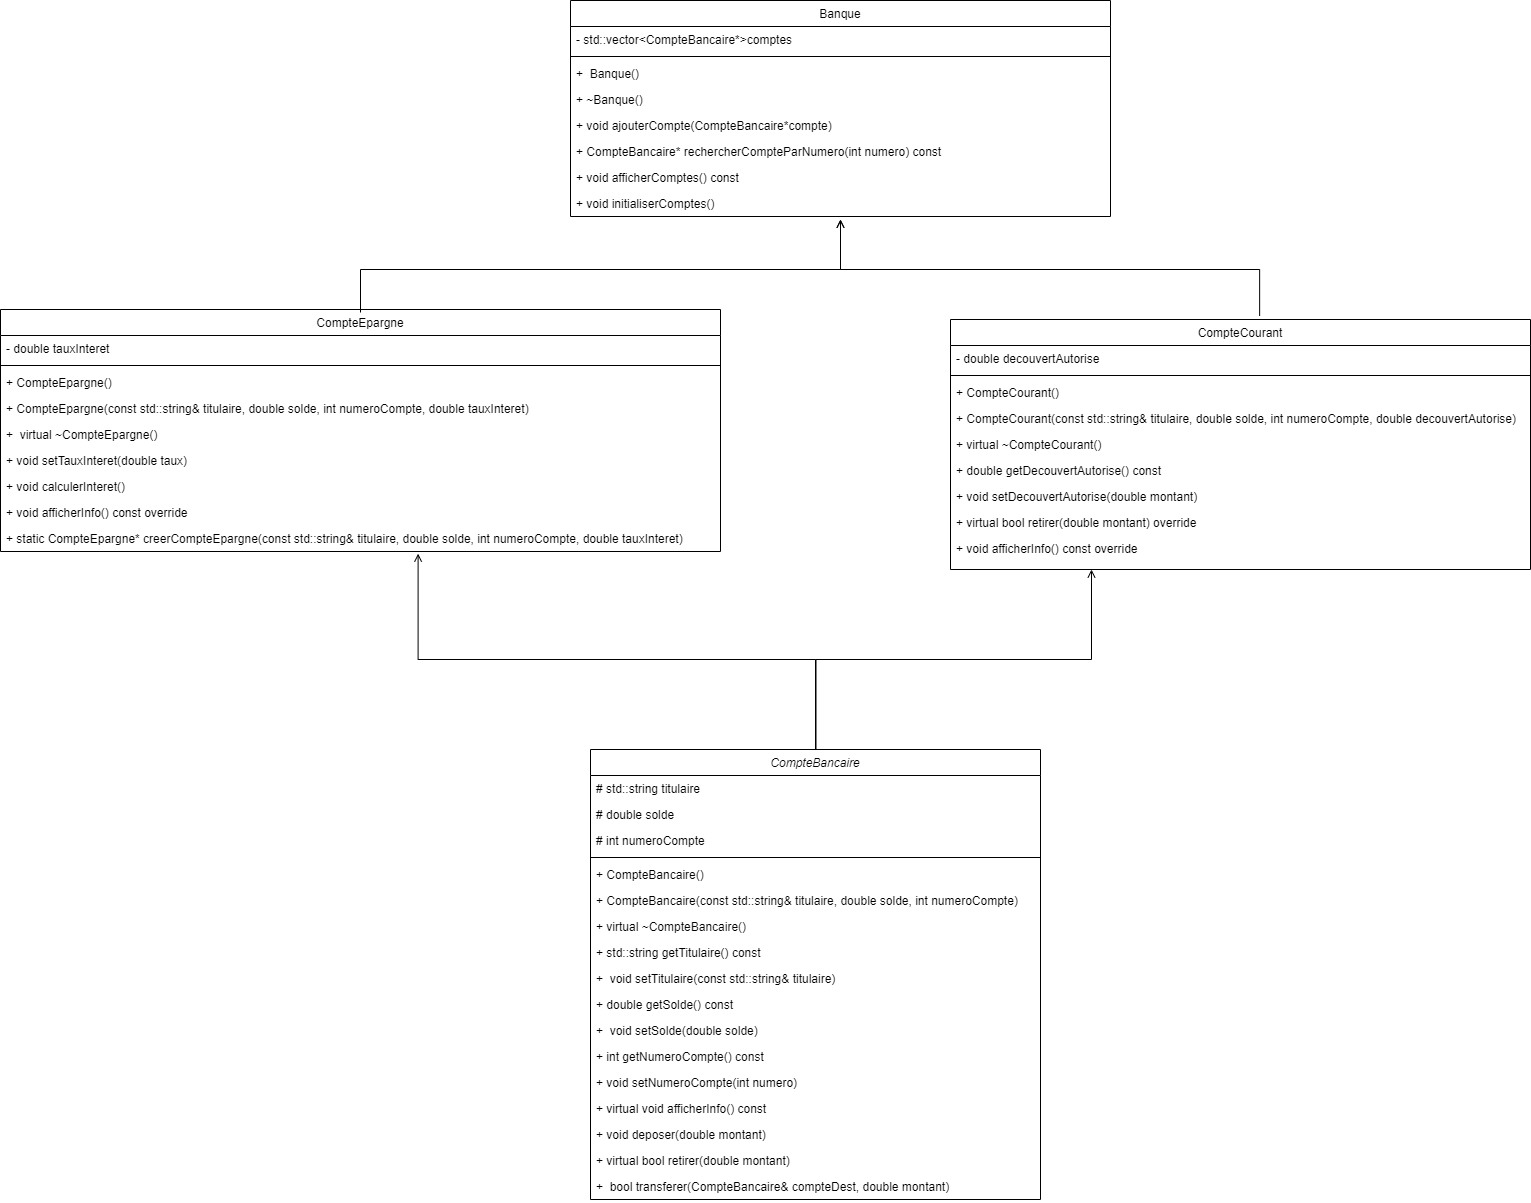 Banque
- std::vector<CompteBancaire*>comptes
+  Banque()
+ ~Banque()
+ void ajouterCompte(CompteBancaire*compte)
+ CompteBancaire* rechercherCompteParNumero(int numero) const
+ void afficherComptes() const
+ void initialiserComptes()
CompteEpargne
- double tauxInteret
+ CompteEpargne()
+ CompteEpargne(const std::string& titulaire, double solde, int numeroCompte, double tauxInteret)
+  virtual ~CompteEpargne()
+ void setTauxInteret(double taux)
+ void calculerInteret()
+ void afficherInfo() const override
+ static CompteEpargne* creerCompteEpargne(const std::string& titulaire, double solde, int numeroCompte, double tauxInteret)
CompteCourant
- double decouvertAutorise
+ CompteCourant()
+ CompteCourant(const std::string& titulaire, double solde, int numeroCompte, double decouvertAutorise)
+ virtual ~CompteCourant()
+ double getDecouvertAutorise() const
+ void setDecouvertAutorise(double montant)
+ virtual bool retirer(double montant) override
+ void afficherInfo() const override
CompteBancaire
# std::string titulaire
# double solde
# int numeroCompte
+ CompteBancaire()
+ CompteBancaire(const std::string& titulaire, double solde, int numeroCompte)
+ virtual ~CompteBancaire()
+ std::string getTitulaire() const
+  void setTitulaire(const std::string& titulaire)
+ double getSolde() const
+  void setSolde(double solde)
+ int getNumeroCompte() const
+ void setNumeroCompte(int numero)
+ virtual void afficherInfo() const
+ void deposer(double montant)
+ virtual bool retirer(double montant)
+  bool transferer(CompteBancaire& compteDest, double montant)